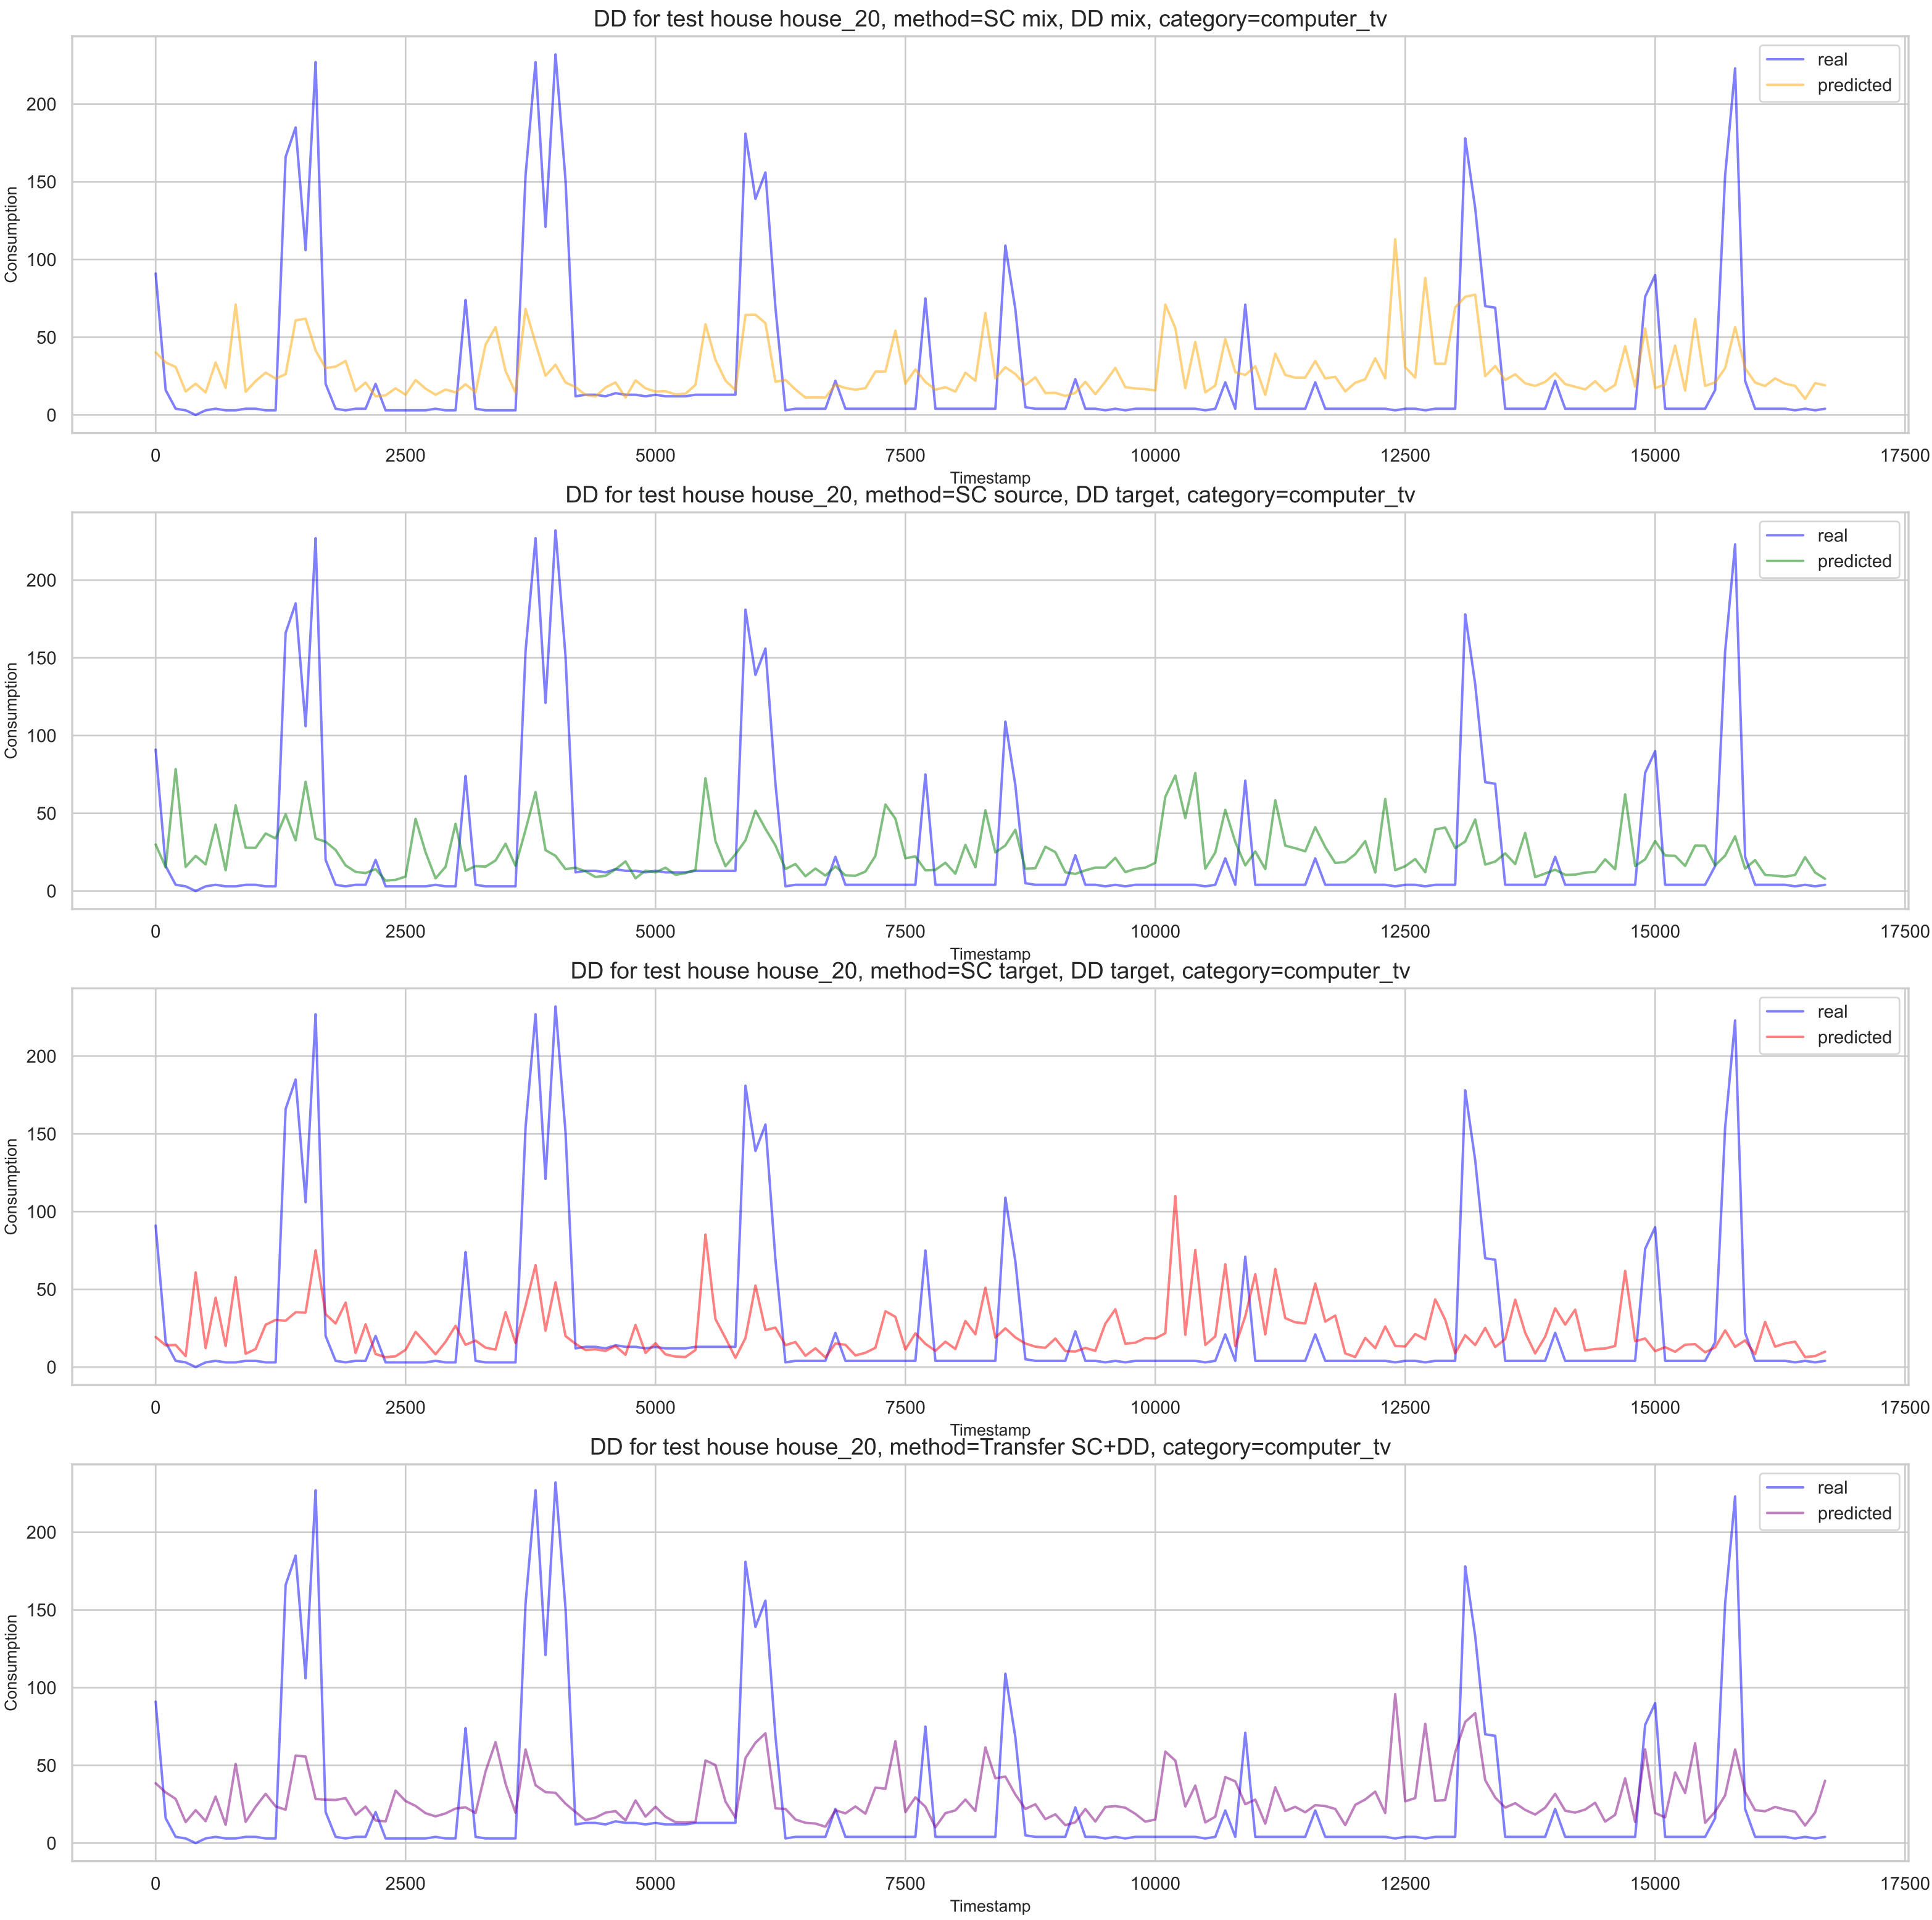 DD for test house house_20, method=SC mix, DD mix, category=computer_tv
real
predicted
Consumption
200
150
100
50
0
0 2500 5000 7500 10000 12500 15000 17500
Timestamp
DD for test house house_20, method=SC source, DD target, category=computer_tv
real
predicted
Consumption
200
150
100
50
0
0 2500 5000 7500 10000 12500 15000 17500
Timestamp
DD for test house house_20, method=SC target, DD target, category=computer_tv
real
predicted
Consumption
200
150
100
50
0
0 2500 5000 7500 10000 12500 15000 17500
Timestamp
DD for test house house_20, method=Transfer SC+DD, category=computer_tv
real
predicted
Consumption
200
150
100
50
0
0 2500 5000 7500 10000 12500 15000 17500
Timestamp